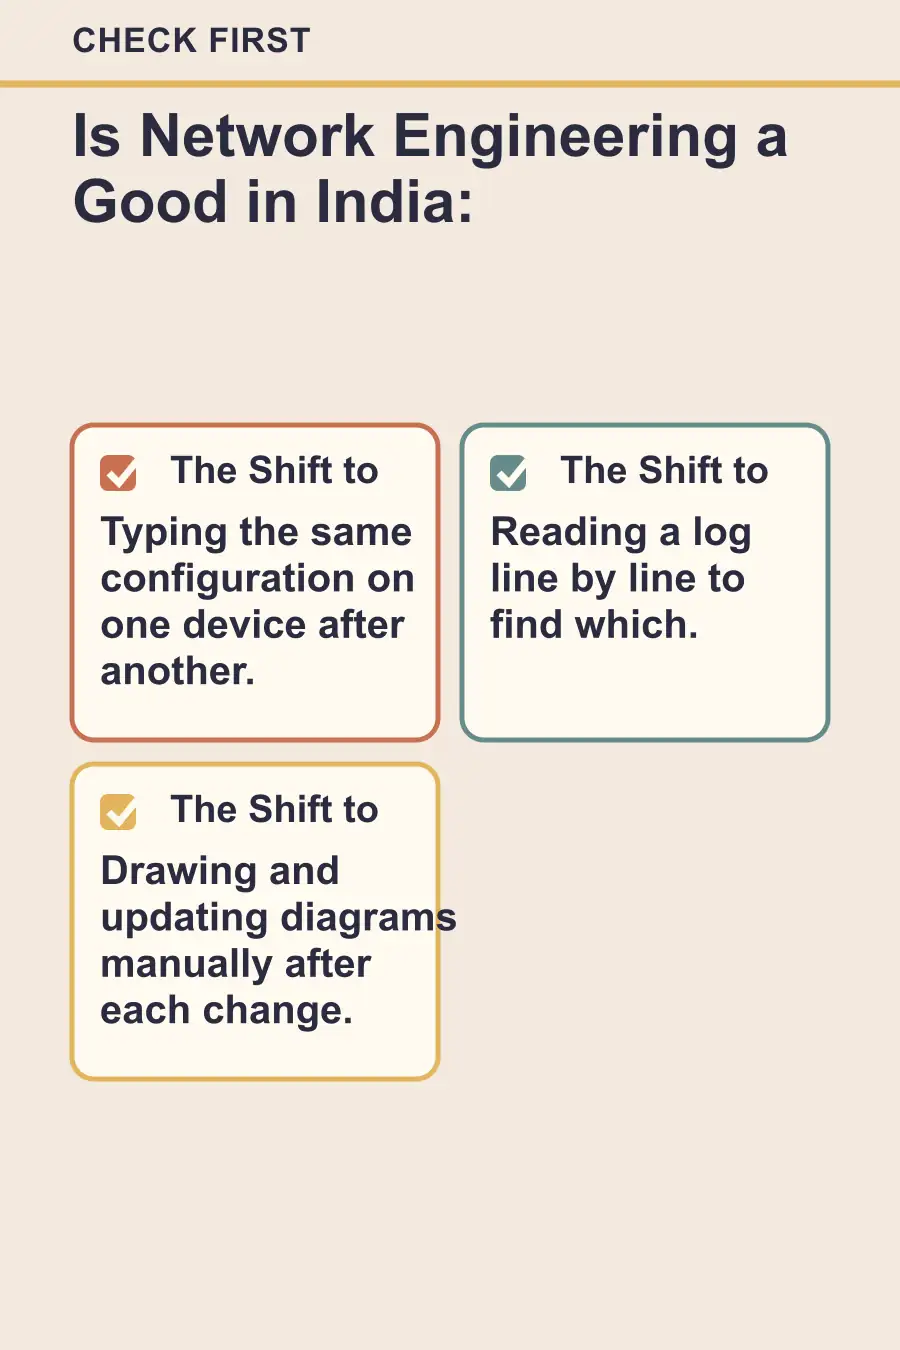 CHECK FIRST
Is Network Engineering a
Good in India:
The Shift to
Typing the same
configuration on
one device after
another.
The Shift to
Reading a log
line by line to
find which.
The Shift to
Drawing and
updating diagrams
manually after
each change.